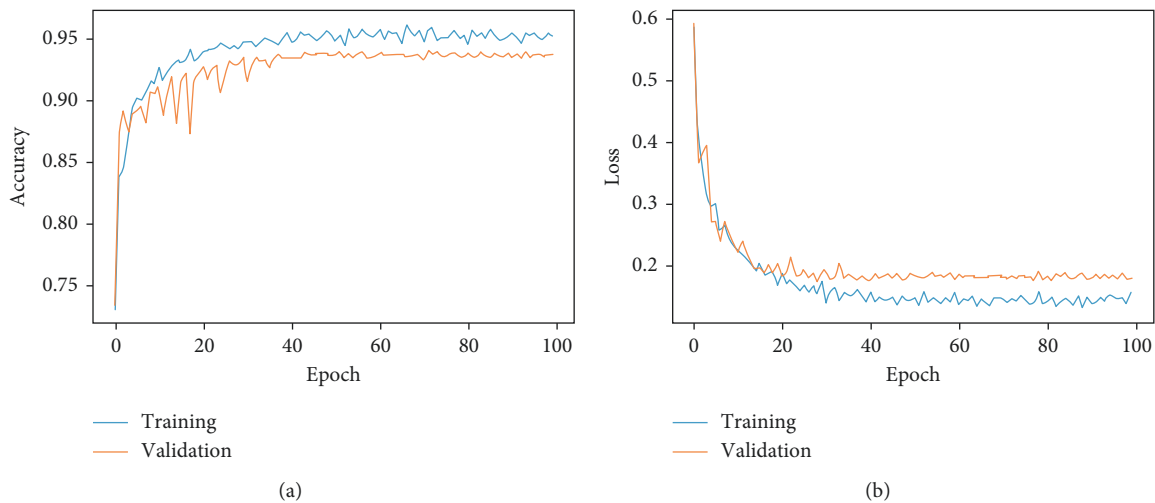 0.95
0.90
0.85
0.80
0.75
Accuracy
0 20 40 60 80 100
Epoch
Training
Validation
(a)
0.6
0.5
0.4
0.3
0.2
Loss
0 20 40 60 80 100
Epoch
Training
Validation
(b)